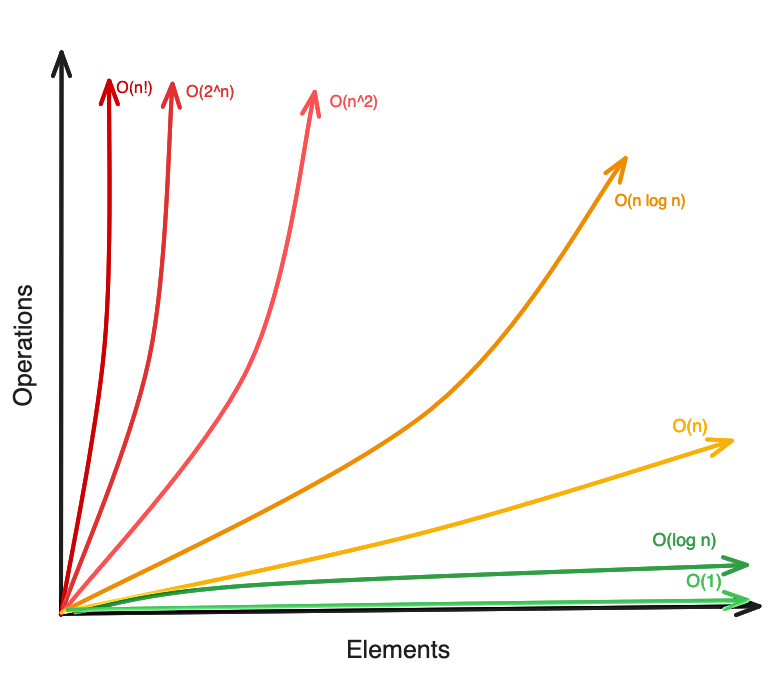 O(n!)
O(2^n)
O(n^2)
O(n log n)
Operations
O(n)
O(log n)
O(1)
Elements